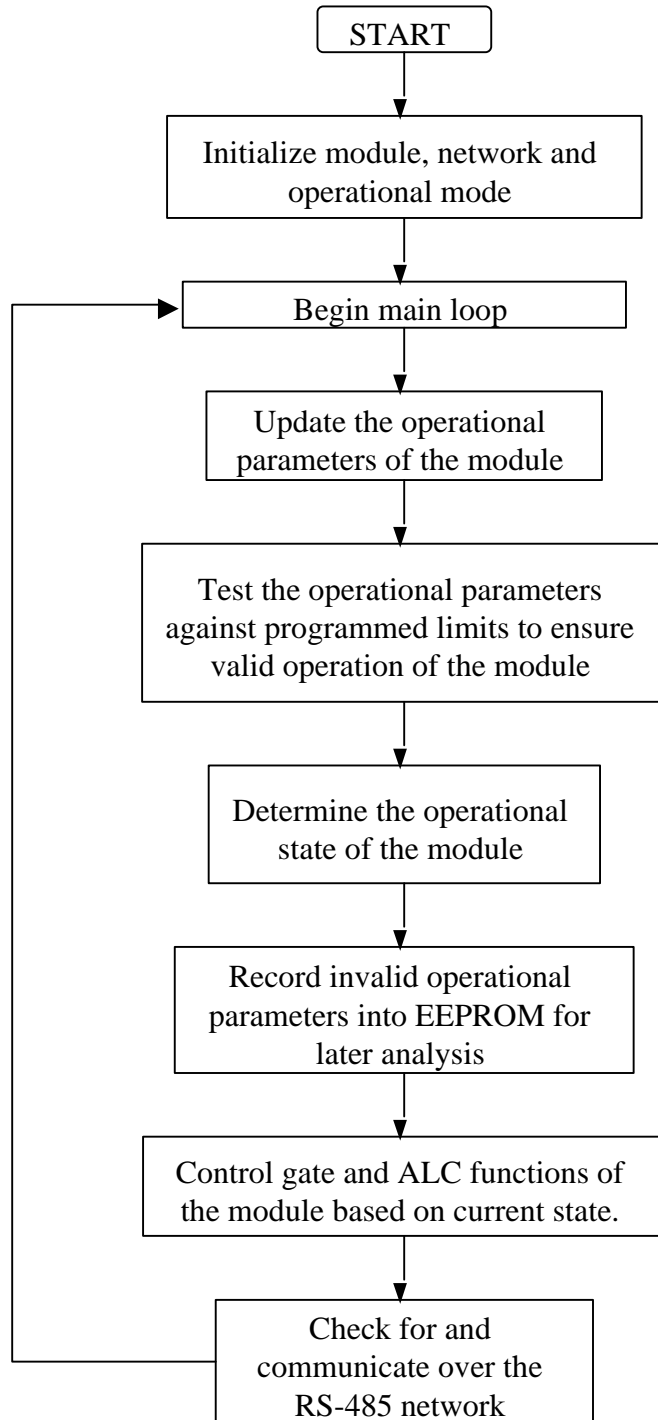 START
Initialize module, network and
operational mode
Begin main loop
Update the operational
parameters of the module
Test the operational parameters
against programmed limits to ensure
valid operation of the module
Determine the operational
state of the module
Record invalid operational
parameters into EEPROM for
later analysis
Control gate and ALC functions of
the module based on current state.
Check for and
communicate over the
RS-485 network